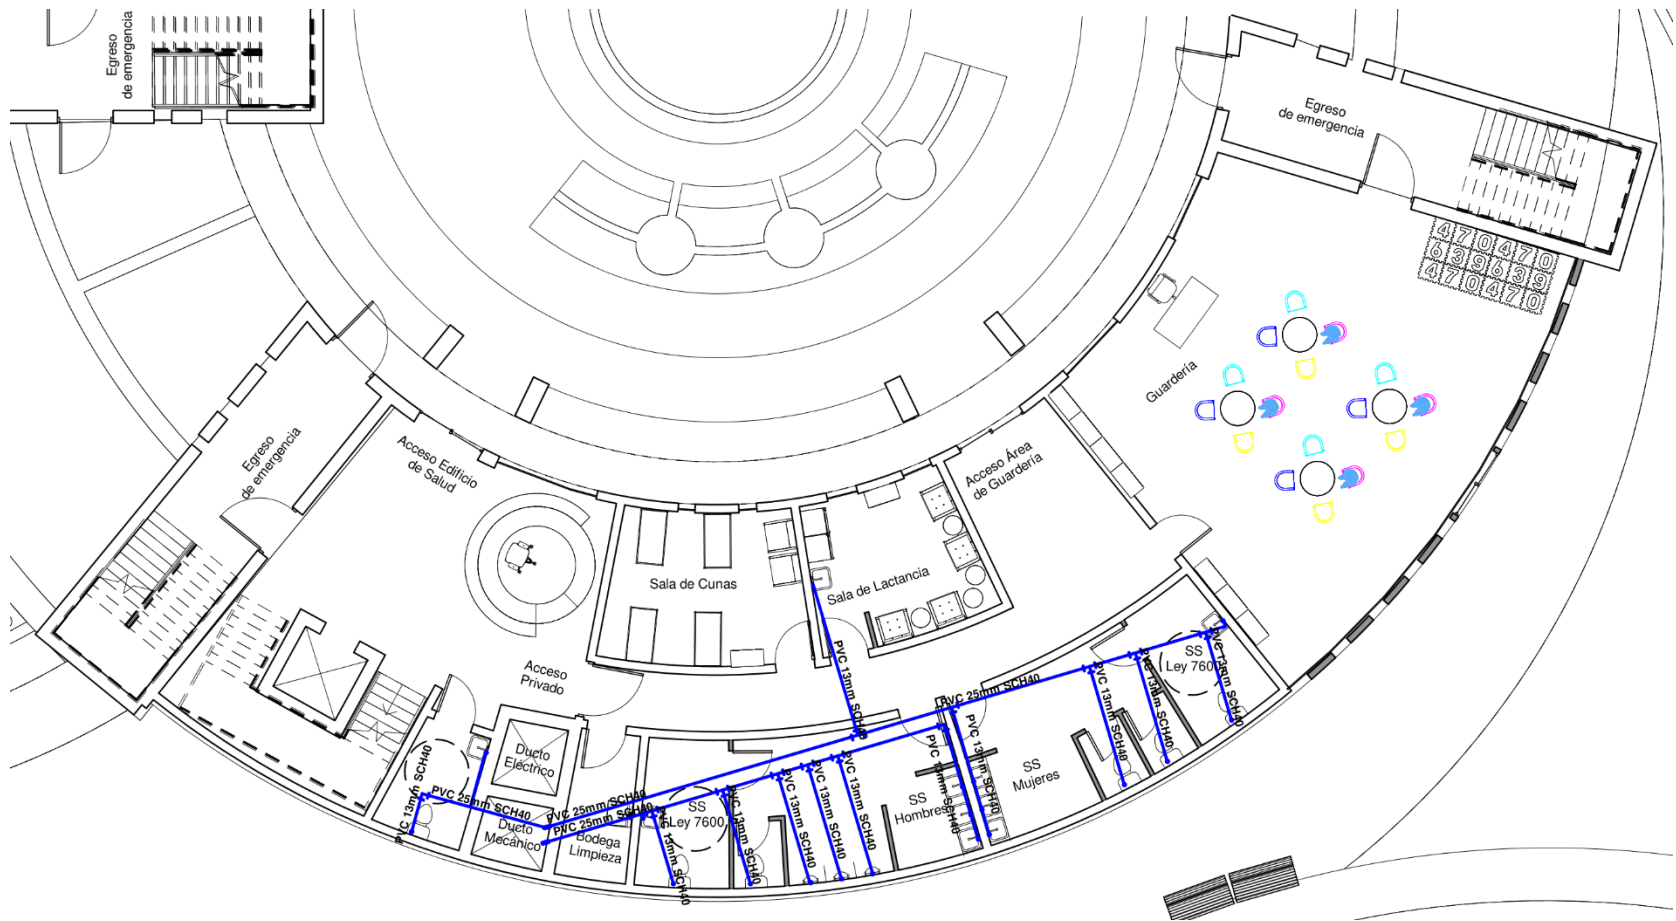 Egreso
de emergencia
Egreso
de emergencia
470470
639639
470470
Guardería
Acceso Edificio
de Salud
Egreso
de emergencia
Acceso Área
de Guardería
Sala de Cunas
Sala de Lactancia
Acceso
Privado
PVC 13mm SCH40
SS
Ley 7600
PVC 13mm SCH40
PVC 25mm SCH40
PVC 13mm SCH40
PVC 13mm SCH40
Ducto
Eléctrico
PVC 13mm SCH40
PVC 25mm SCH40
PVC 25mm SCH40
PVC 25mm SCH40
Ducto
Mecánico
Bodega
Limpieza
SS
Ley 7600
PVC 13mm SCH40
PVC 13mm SCH40
PVC 13mm SCH40
PVC 13mm SCH40
SS
Hombres
PVC 13mm SCH40
PVC 13mm SCH40
SS
Mujeres